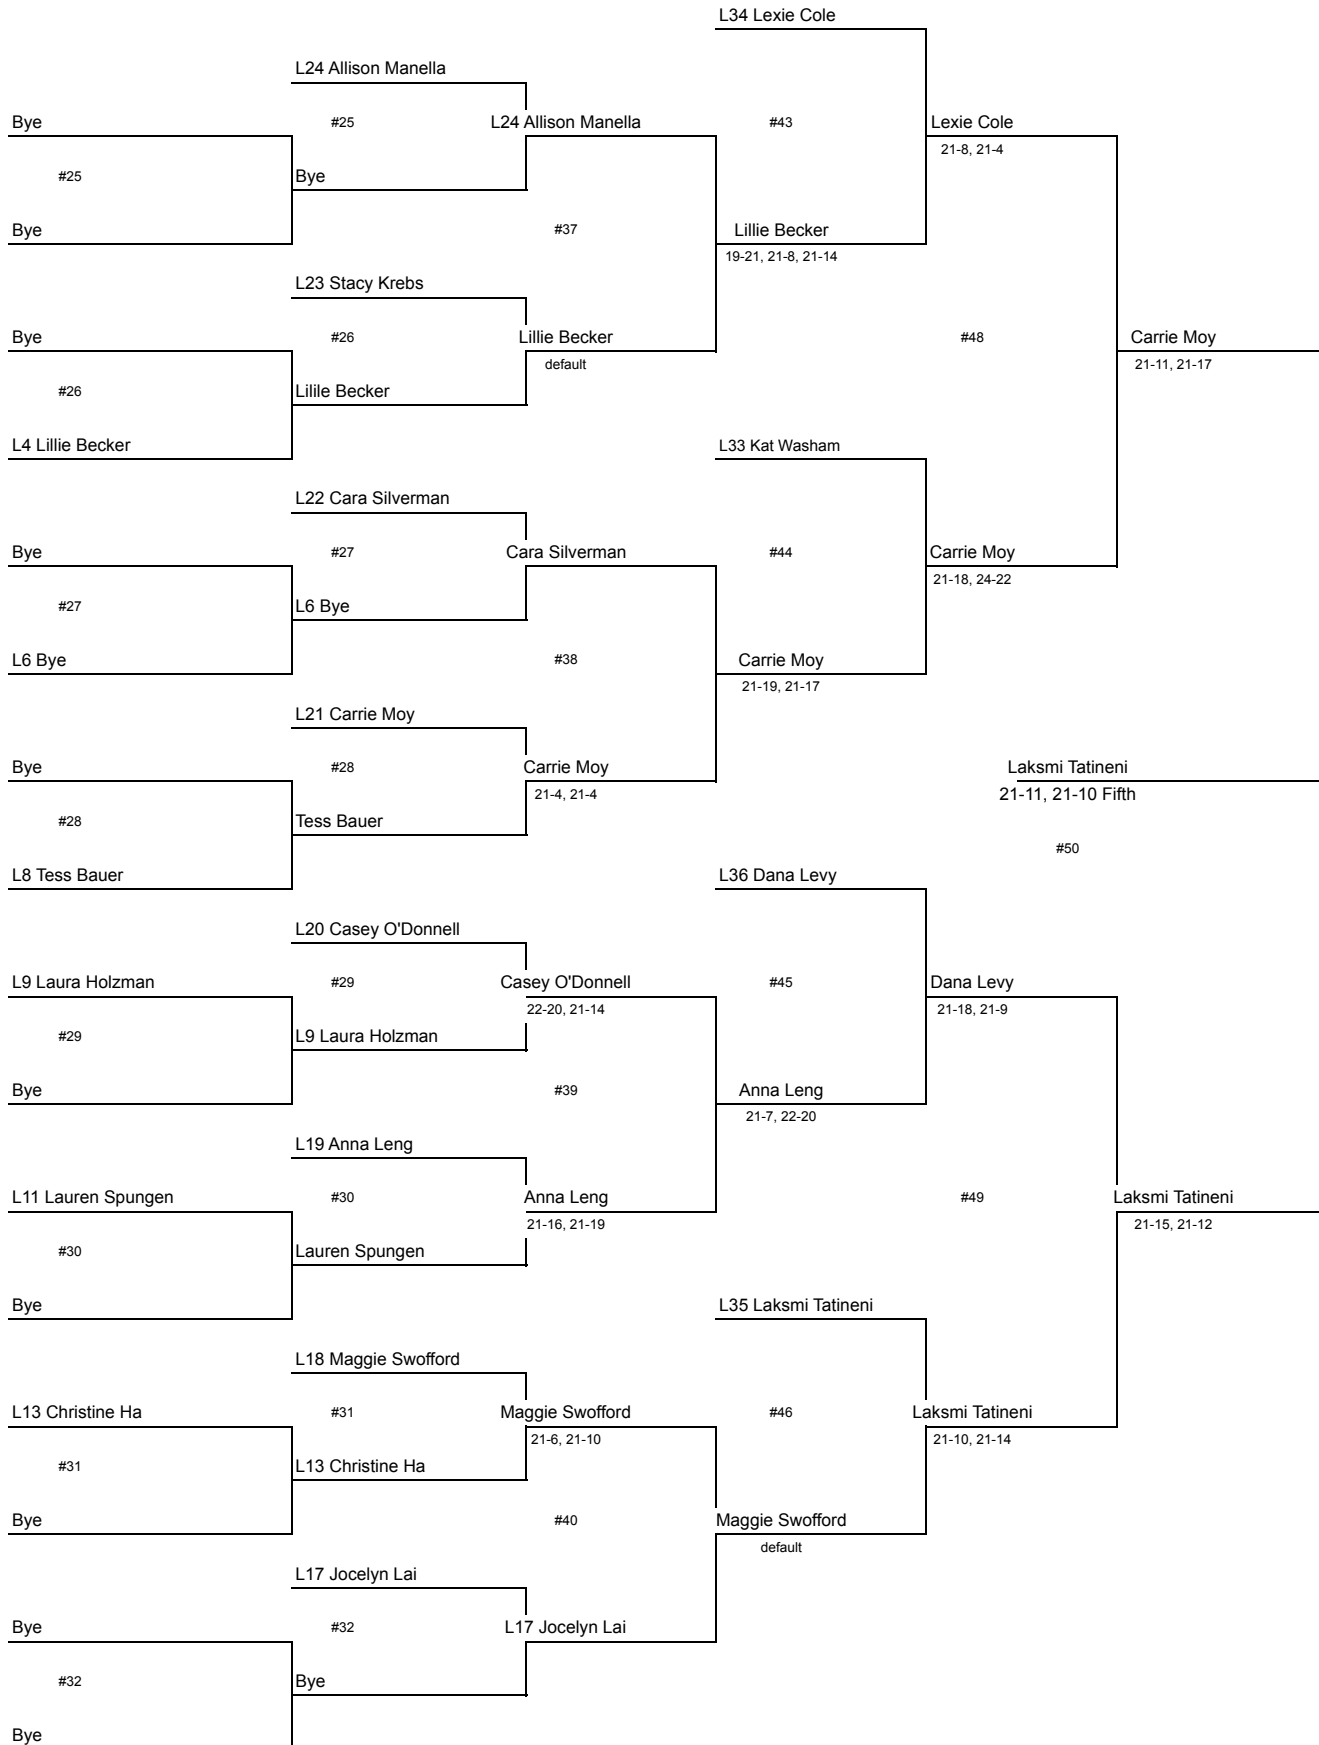 L34 Lexie Cole
L24 Allison Manella
Bye
#25
L24 Allison Manella
#43
Lexie Cole
21-8, 21-4
#25
Bye
Bye
#37
Lillie Becker
19-21, 21-8, 21-14
L23 Stacy Krebs
Bye
#26
Lillie Becker
default
#48
Carrie Moy
21-11, 21-17
#26
Lilile Becker
L4 Lillie Becker
L33 Kat Washam
L22 Cara Silverman
Bye
#27
Cara Silverman
#44
Carrie Moy
21-18, 24-22
#27
L6 Bye
L6 Bye
#38
Carrie Moy
21-19, 21-17
L21 Carrie Moy
Bye
#28
Carrie Moy
21-4, 21-4
Laksmi Tatineni
21-11, 21-10 Fifth
#28
Tess Bauer
#50
L8 Tess Bauer
L36 Dana Levy
L20 Casey O'Donnell
L9 Laura Holzman
#29
Casey O'Donnell
22-20, 21-14
#45
Dana Levy
21-18, 21-9
#29
L9 Laura Holzman
Bye
#39
Anna Leng
21-7, 22-20
L19 Anna Leng
L11 Lauren Spungen
#30
Anna Leng
21-16, 21-19
#49
Laksmi Tatineni
21-15, 21-12
#30
Lauren Spungen
Bye
L35 Laksmi Tatineni
L18 Maggie Swofford
L13 Christine Ha
#31
Maggie Swofford
21-6, 21-10
#46
Laksmi Tatineni
21-10, 21-14
#31
L13 Christine Ha
Bye
#40
Maggie Swofford
default
L17 Jocelyn Lai
Bye
#32
L17 Jocelyn Lai
#32
Bye
Bye